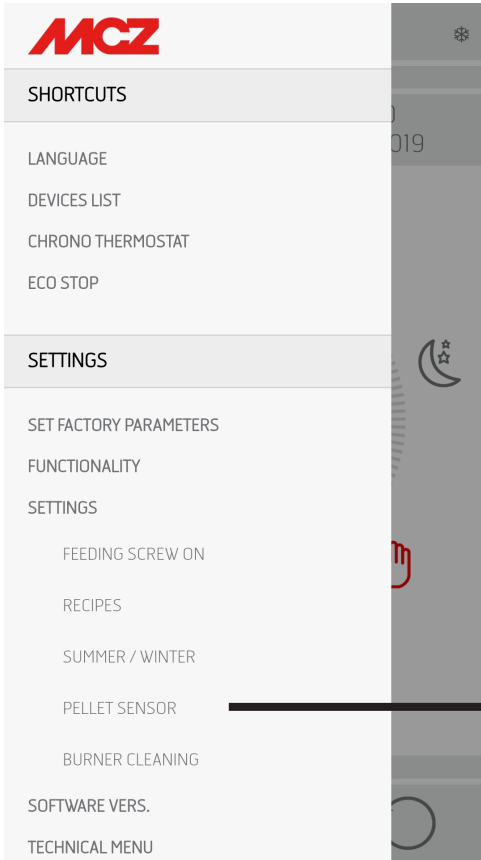 MCZ
SHORTCUTS
019
LANGUAGE
DEVICES LIST
CHRONO THERMOSTAT
ECO STOP
SETTINGS
SET FACTORY PARAMETERS
FUNCTIONALITY
SETTINGS
FEEDING SCREW ON
RECIPES
SUMMER / WINTER
PELLET SENSOR
BURNER CLEANING
SOFTWARE VERS.
TECHNICAL MENU